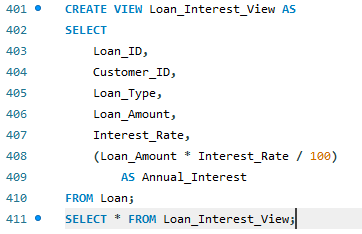 401 CREATE VIEW Loan_Interest_View AS
402 SELECT
403 Loan_ID,
404 Customer_ID,
405 Loan_Type,
406 Loan_Amount,
407 Interest_Rate,
408 (Loan_Amount * Interest_Rate / 100)
409 AS Annual_Interest
410 FROM Loan;
411 SELECT * FROM Loan_Interest_View;